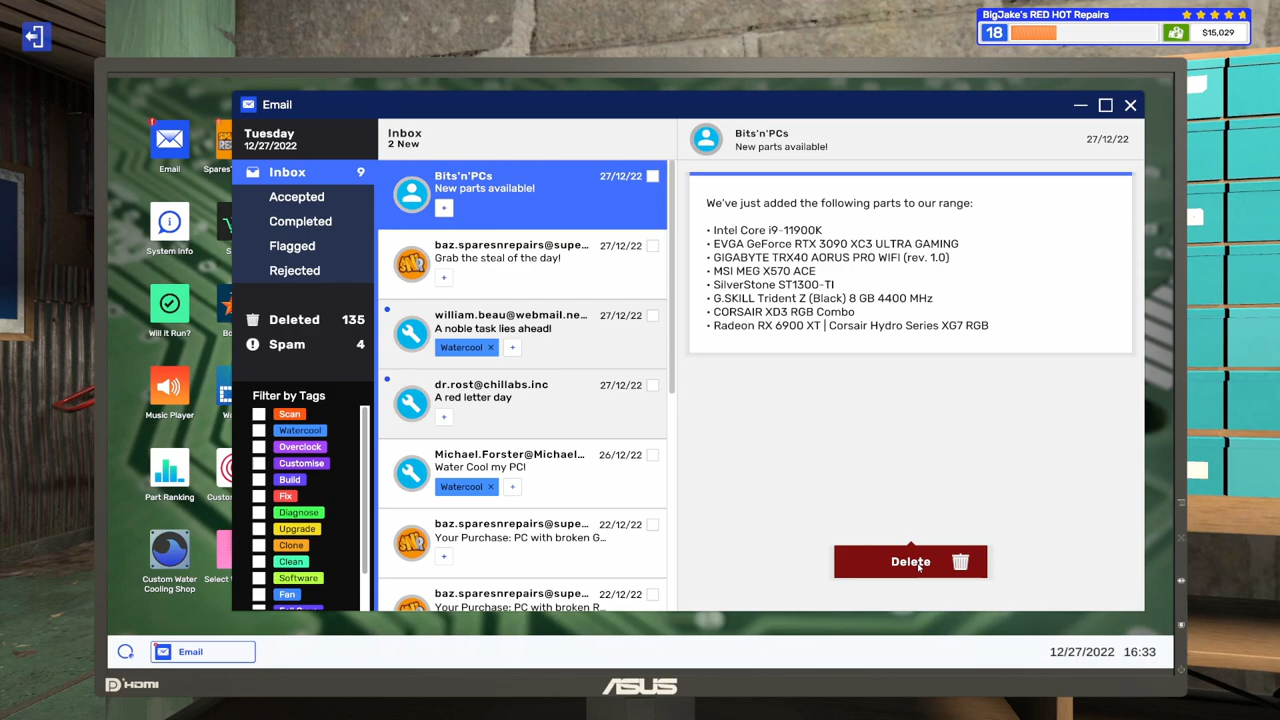 BigJake's RED HOT Repairs
18
$15,029
Email
Tuesday
12/27/2022
Inbox 9
Accepted
Completed
Flagged
Rejected
Deleted 135
Spam 4
Filter by Tags
Scan
Watercool
Overclock
Customise
Build
Fix
Diagnose
Upgrade
Clone
Clean
Software
Fan
Inbox
2 New
Bits'n'PCs 27/12/22
New parts available!
+
baz.sparesnrepairs@supe... 27/12/22
Grab the steal of the day!
+
william.beau@webmail.ne... 27/12/22
A noble task lies ahead!
Watercool × +
dr.rost@chillabs.inc 27/12/22
A red letter day
+
Michael.Forster@Michael... 26/12/22
Water Cool my PC!
Watercool × +
baz.sparesnrepairs@supe... 22/12/22
Your Purchase: PC with broken G...
+
baz.sparesnrepairs@supe... 22/12/22
Your Purchase: PC with broken R...
Bits'n'PCs
New parts available!
27/12/22
We've just added the following parts to our range:
• Intel Core i9-11900K
• EVGA GeForce RTX 3090 XC3 ULTRA GAMING
• GIGABYTE TRX40 AORUS PRO WIFI (rev. 1.0)
• MSI MEG X570 ACE
• SilverStone ST1300-TI
• G.SKILL Trident Z (Black) 8 GB 4400 MHz
• CORSAIR XD3 RGB Combo
• Radeon RX 6900 XT | Corsair Hydro Series XG7 RGB
Delete
Email
System Info
Will it Run?
Music Player
Part Ranking
Custom Water
Cooling Shop
Email
12/27/2022 16:33
HDMI
ASUS